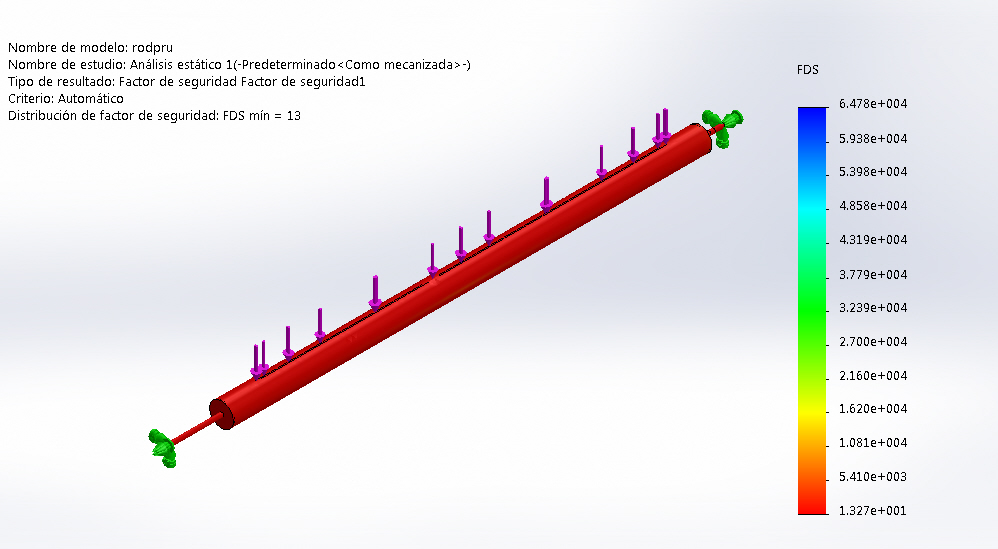 Nombre de modelo: rodpru
Nombre de estudio: Análisis estático 1(-Predeterminado<Como mecanizada>-)
Tipo de resultado: Factor de seguridad Factor de seguridad1
Criterio: Automático
Distribución de factor de seguridad: FDS mín = 13
FDS
6.478e+004
5.938e+004
5.398e+004
4.858e+004
4.319e+004
3.779e+004
3.239e+004
2.700e+004
2.160e+004
1.620e+004
1.081e+004
5.410e+003
1.327e+001